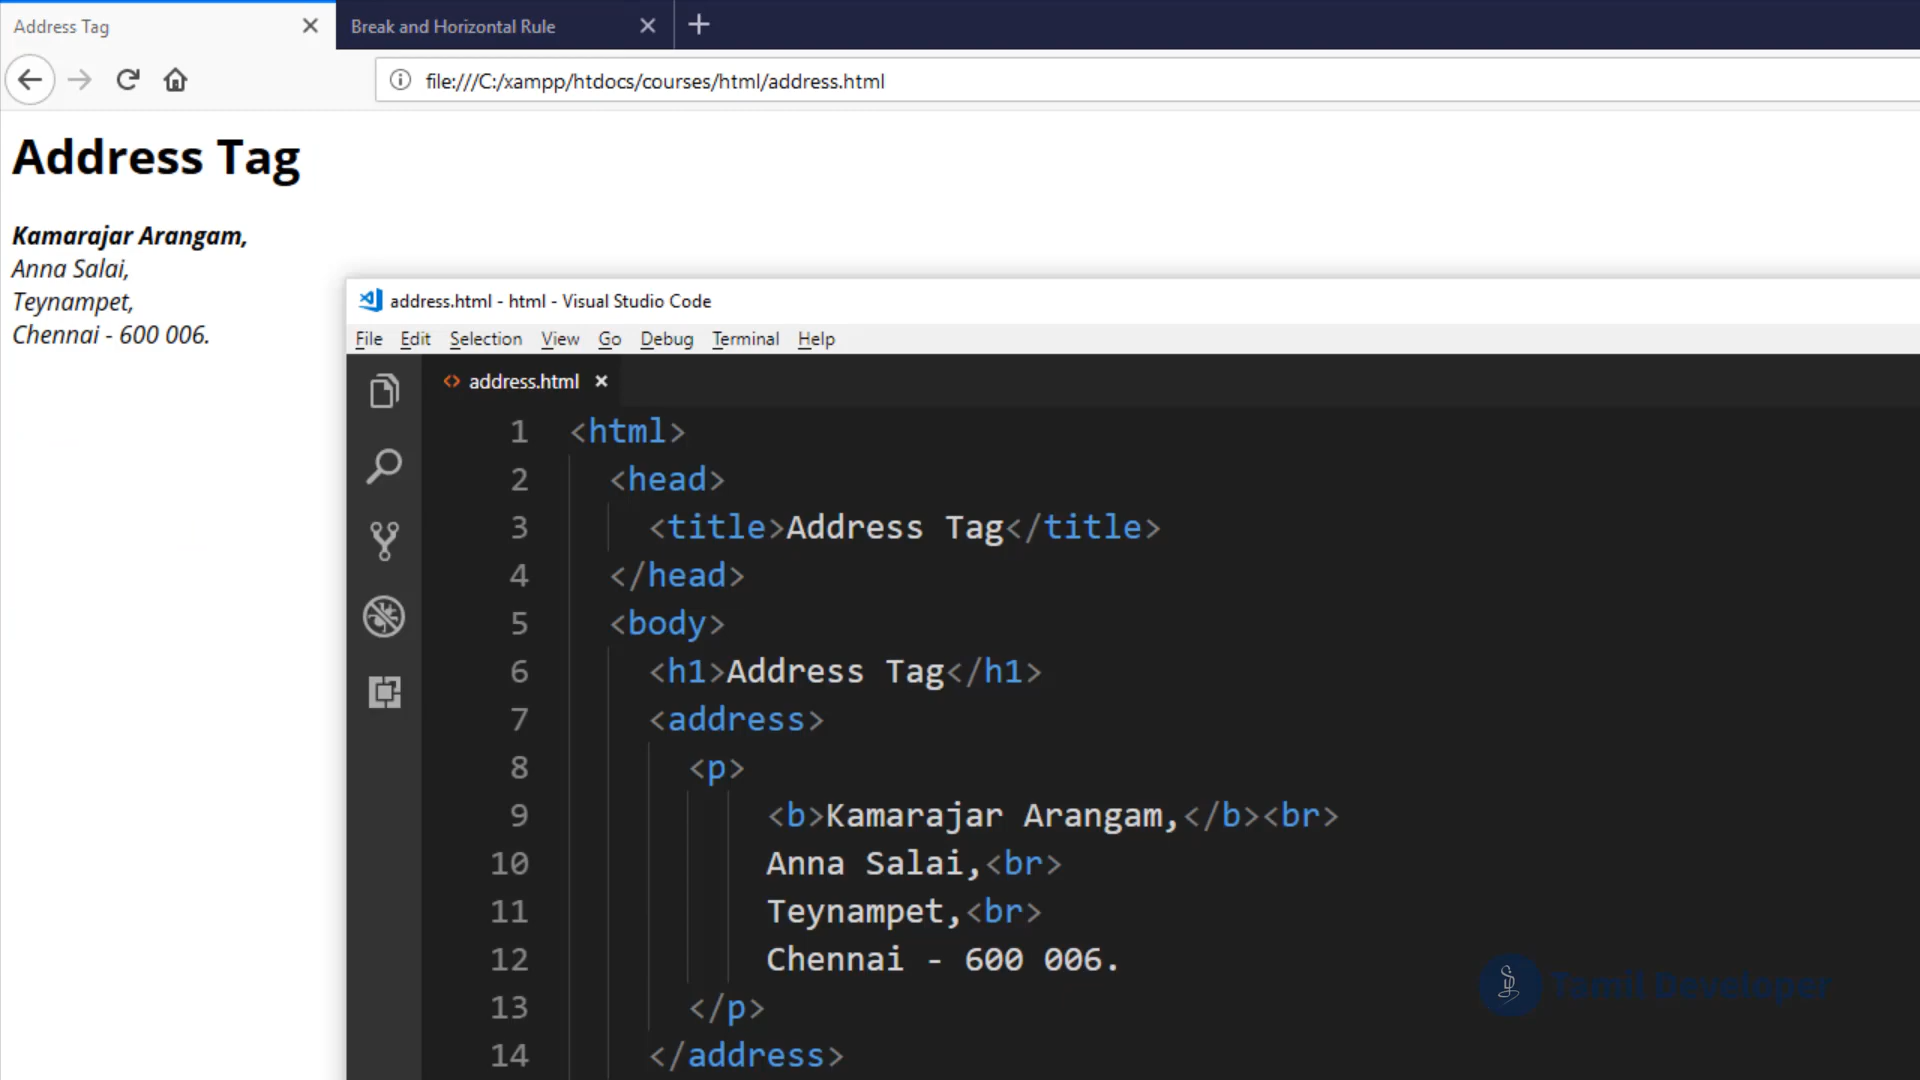 Address Tag
Break and Horizontal Rule
file:///C:/xampp/htdocs/courses/html/address.html
Address Tag
Kamarajar Arangam,
Anna Salai,
Teynampet,
Chennai - 600 006.
address.html - html - Visual Studio Code
File Edit Selection View Go Debug Terminal Help
address.html
1 <html>
2 <head>
3 <title>Address Tag</title>
4 </head>
5 <body>
6 <h1>Address Tag</h1>
7 <address>
8 <p>
9 <b>Kamarajar Arangam,</b><br>
10 Anna Salai,<br>
11 Teynampet,<br>
12 Chennai - 600 006.
13 </p>
14 </address>
Tamil Developer